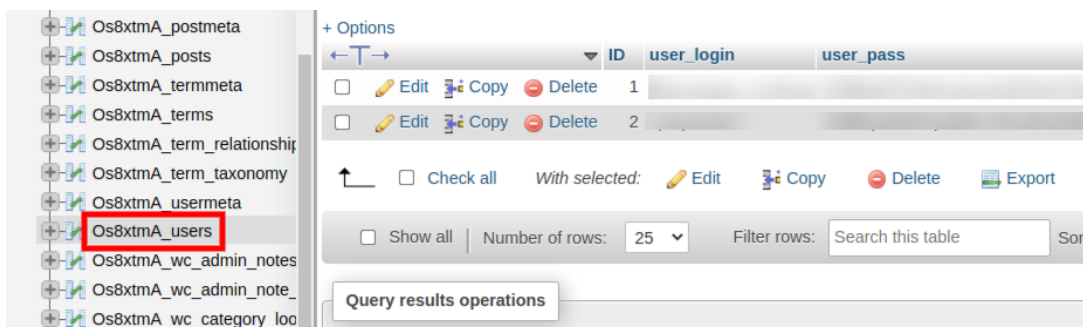 Os8xtmA_postmeta
Os8xtmA_posts
Os8xtmA_termmeta
Os8xtmA_terms
Os8xtmA_term_relationship
Os8xtmA_term_taxonomy
Os8xtmA_usermeta
Os8xtmA_users
Os8xtmA_wc_admin_notes
Os8xtmA_wc_admin_note_
Os8xtmA_wc_category_loo
+ Options
ID user_login user_pass
Edit Copy Delete 1
Edit Copy Delete 2
Check all With selected: Edit Copy Delete Export
Show all | Number of rows: 25 Filter rows: Search this table Sor
Query results operations